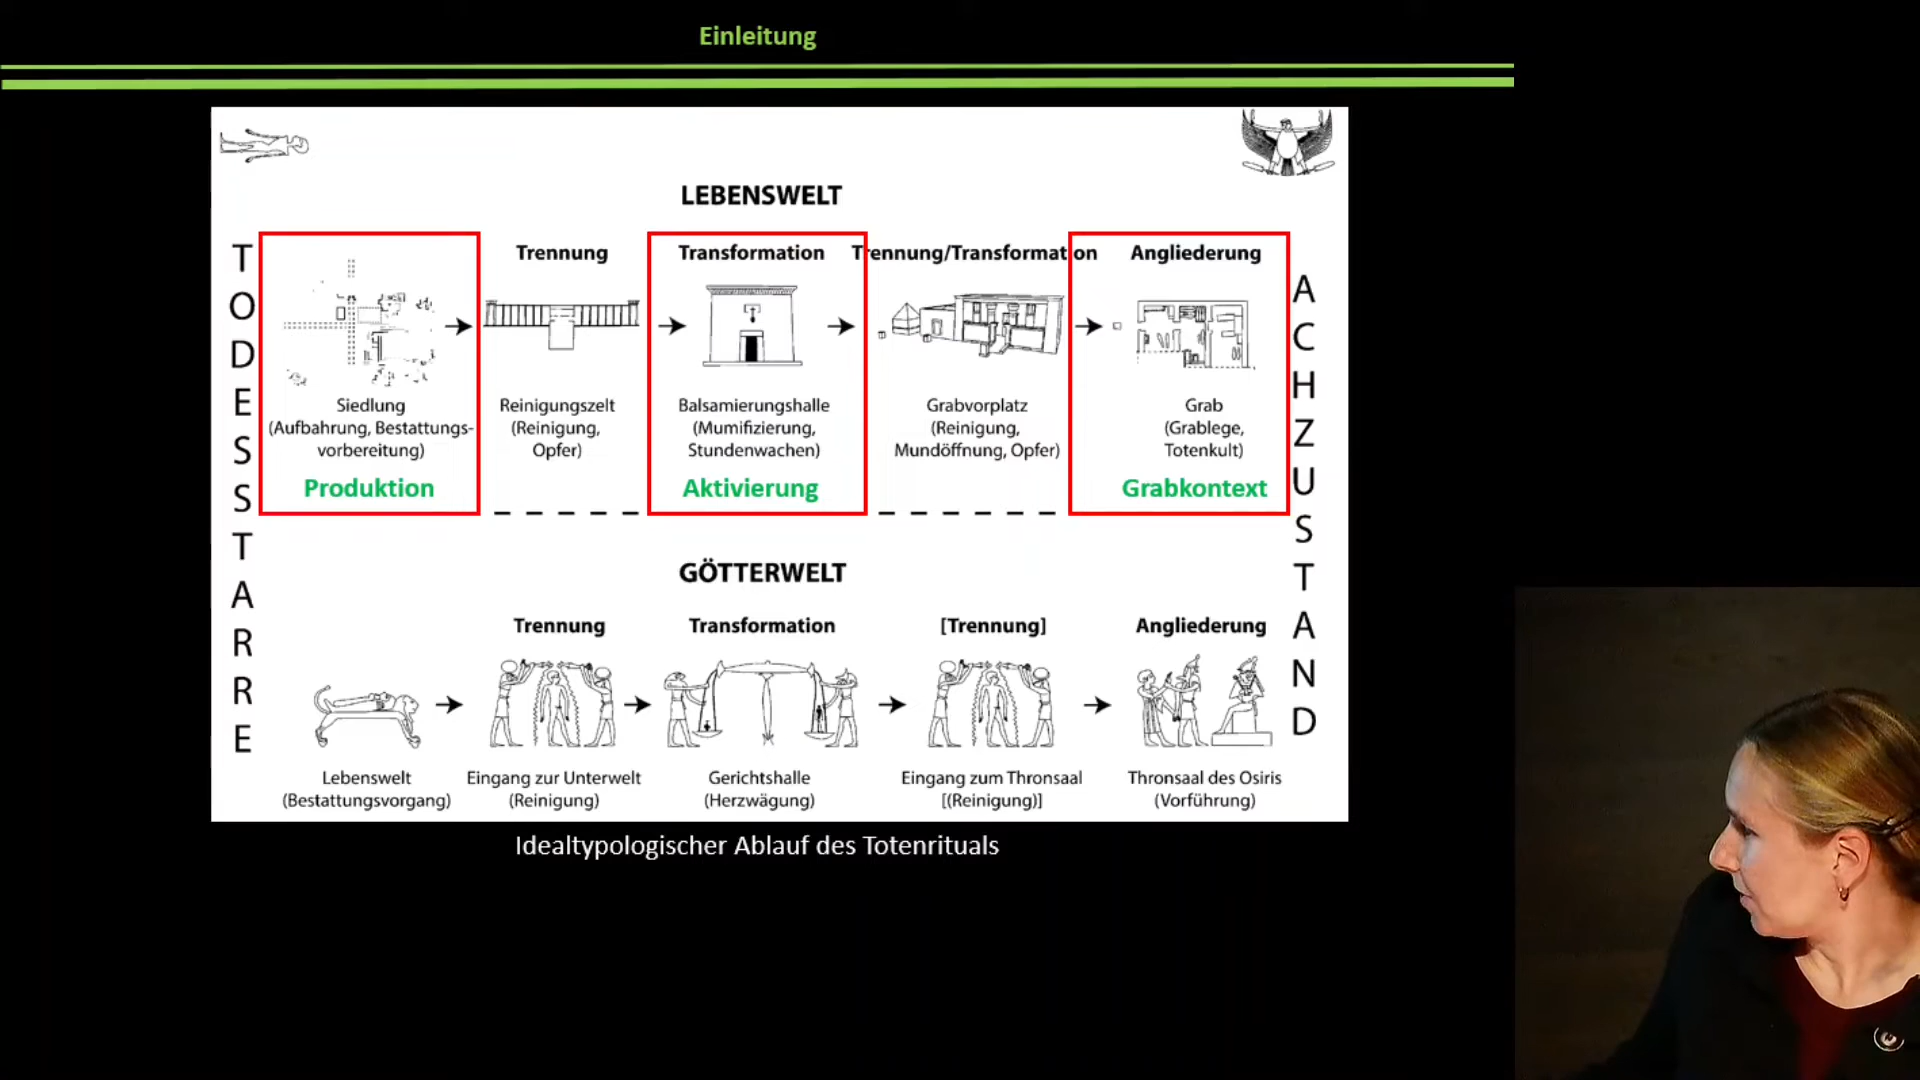 Einleitung
LEBENSWELT
TODESSTARRE
Trennung
Transformation
Trennung/Transformation
Angliederung
ACHZUSTAND
Siedlung
(Aufbahrung, Bestattungs-
vorbereitung)
Produktion
Reinigungszelt
(Reinigung,
Opfer)
Balsamierungshalle
(Mumifizierung,
Stundenwachen)
Aktivierung
Grabvorplatz
(Reinigung,
Mundöffnung, Opfer)
Grab
(Grablege,
Totenkult)
Grabkontext
GÖTTERWELT
Trennung
Transformation
[Trennung]
Angliederung
Lebenswelt
(Bestattungsvorgang)
Eingang zur Unterwelt
(Reinigung)
Gerichtshalle
(Herzwägung)
Eingang zum Thronsaal
[(Reinigung)]
Thronsaal des Osiris
(Vorführung)
Idealtypologischer Ablauf des Totenrituals